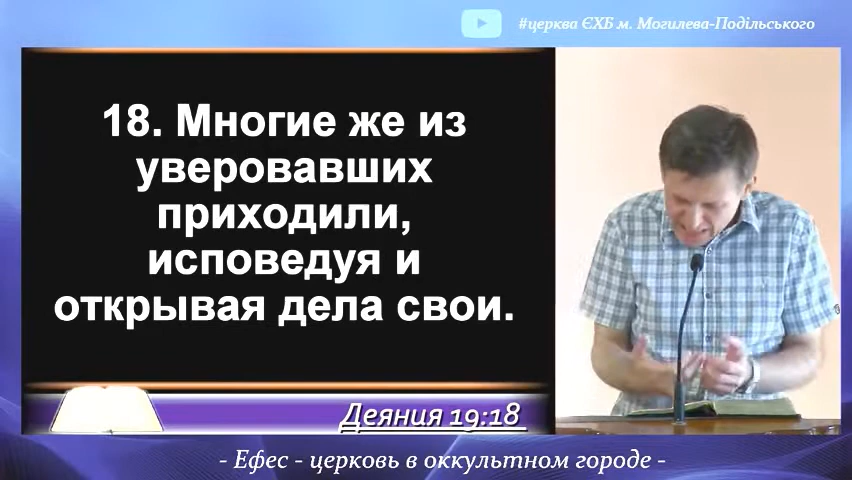 #церква ЄХБ м. Могилева-Подільського
18. Многие же из
уверовавших
приходили,
исповедуя и
открывая дела свои.
Деяния 19:18
- Ефес - церковь в оккультном городе -